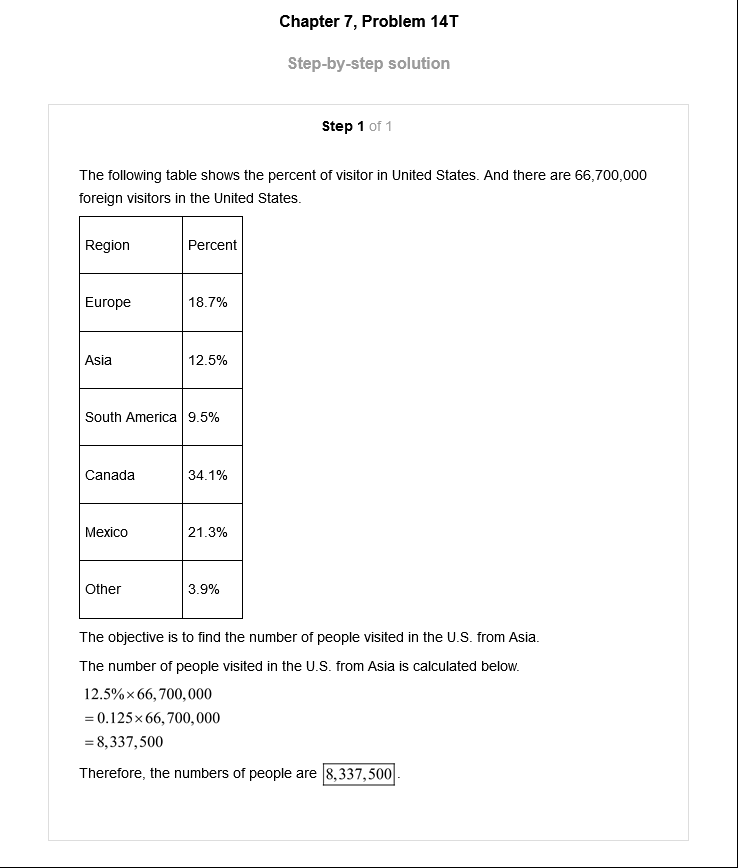 Chapter 7, Problem 14T
Step-by-step solution
Step 1 of 1
The following table shows the percent of visitor in United States. And there are 66,700,000
foreign visitors in the United States.
Region Percent
Europe 18.7%
Asia 12.5%
South America 9.5%
Canada 34.1%
Mexico 21.3%
Other 3.9%
The objective is to find the number of people visited in the U.S. from Asia.
The number of people visited in the U.S. from Asia is calculated below.
12.5%×66,700,000
=0.125×66,700,000
=8,337,500
Therefore, the numbers of people are 8,337,500.